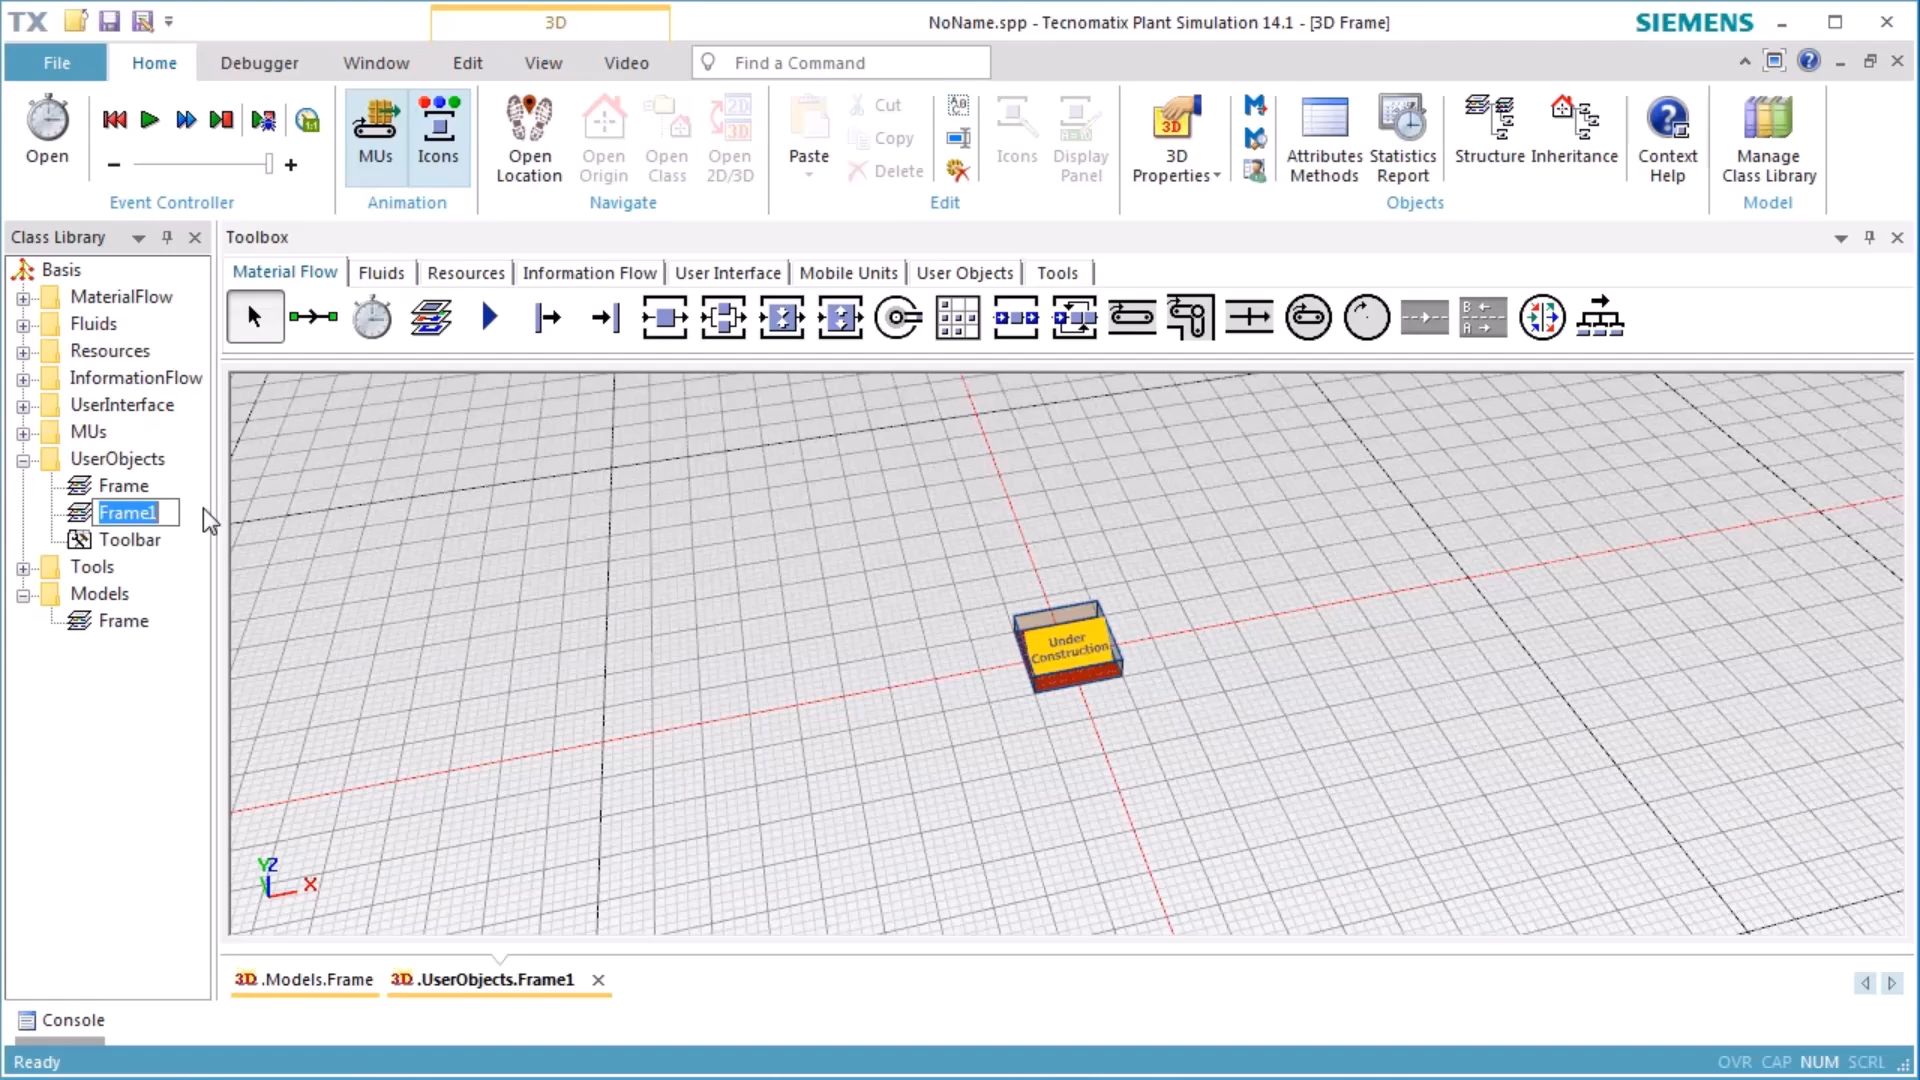 TX
3D
NoName.spp - Tecnomatix Plant Simulation 14.1 - [3D Frame]
SIEMENS
File
Home
Debugger
Window
Edit
View
Video
Find a Command
Open
MUs
Icons
Open Location
Open Origin
Open Class
Open 2D/3D
Paste
Cut
Copy
Delete
Icons
Display Panel
3D Properties
Attributes Methods
Statistics Report
Structure
Inheritance
Context Help
Manage Class Library
Event Controller
Animation
Navigate
Edit
Objects
Model
Class Library
Toolbox
Basis
MaterialFlow
Fluids
Resources
InformationFlow
UserInterface
MUs
UserObjects
Frame
Frame1
Toolbar
Tools
Models
Frame
Material Flow
Fluids
Resources
Information Flow
User Interface
Mobile Units
User Objects
Tools
Under
Construction
Y Z
X
3D .Models.Frame
3D .UserObjects.Frame1
Console
Ready
OVR CAP NUM SCRL